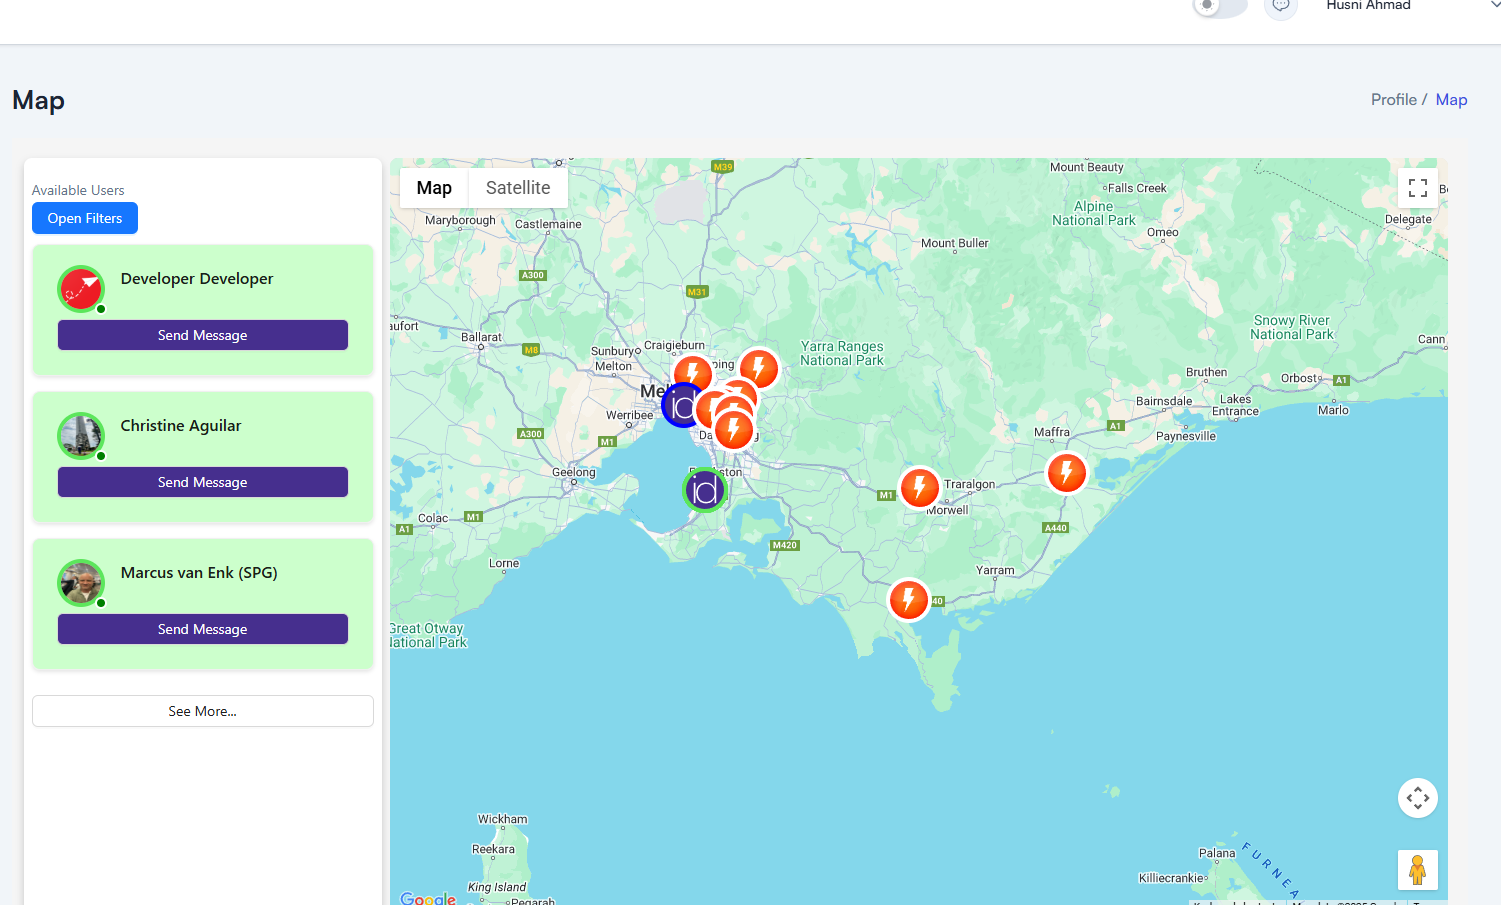 Husni Ahmad
Map
Profile / Map
Available Users
Open Filters
Developer Developer
Send Message
Christine Aguilar
Send Message
Marcus van Enk (SPG)
Send Message
See More...
Map
Satellite
M39
Mount Beauty
Falls Creek
Alpine
National Park
Omeo
Delegate
Maryborough
Castlemaine
Mount Buller
A300
M31
Snowy River
National Park
Cann
Ballarat
M8
Sunbury
Craigieburn
Melton
Yarra Ranges
National Park
Bruthen
Orbost
A1
Lakes
Entrance
Bairnsdale
Marlo
Werribee
A300
M1
Maffra
A1
Paynesville
Geelong
Traralgon
M1
Morwell
Colac
M1
A1
A440
M420
Lorne
Yarram
Great Otway
National Park
Wickham
Reekara
King Island
Pegarah
Palana
Killiecrankie
FURNEA
Google